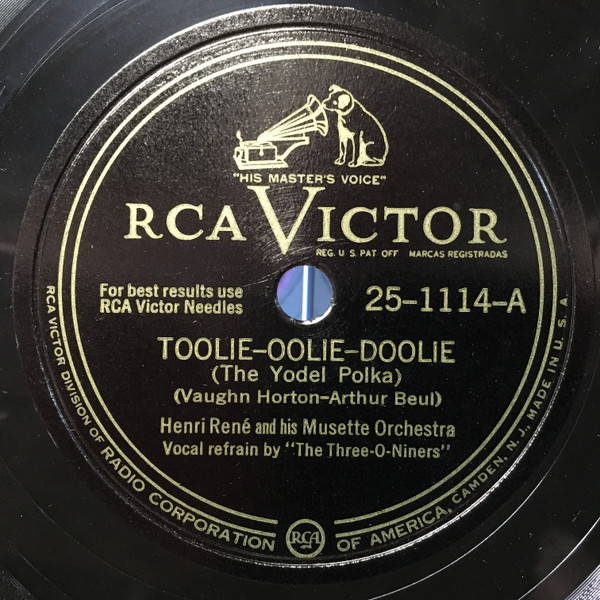 "HIS MASTER'S VOICE"
RCA VICTOR
REG. U S PAT OFF MARCAS REGISTRADAS
For best results use
RCA Victor Needles
25-1114-A
TOOLIE-OOLIE-DOOLIE
(The Yodel Polka)
(Vaughn Horton-Arthur Beul)
Henri René and his Musette Orchestra
Vocal refrain by "The Three-O-Niners"
RCA VICTOR DIVISION OF RADIO CORPORATION OF AMERICA, CAMDEN, N. J., MADE IN U. S. A.
RCA